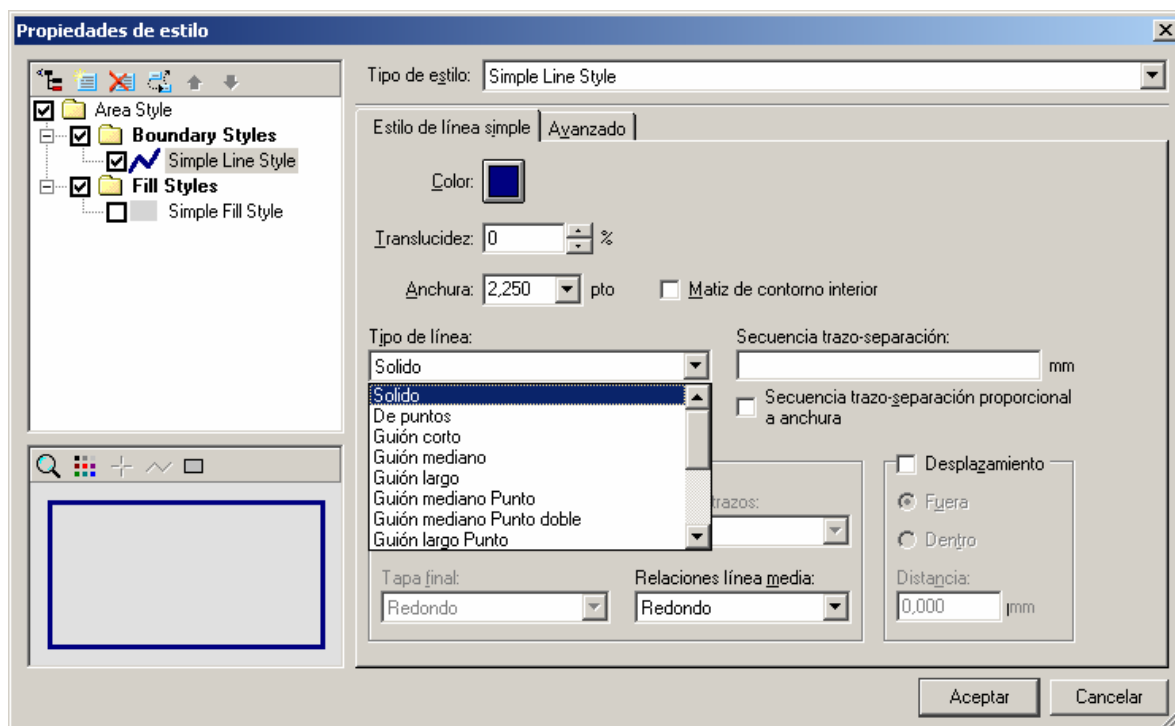 Propiedades de estilo
Tipo de estilo: Simple Line Style
Area Style
Boundary Styles
Simple Line Style
Fill Styles
Simple Fill Style
Estilo de línea simple
Avanzado
Color:
Translucidez: 0 %
Anchura: 2,250 pto
Matiz de contorno interior
Tipo de línea:
Solido
Secuencia trazo-separación:
mm
Secuencia trazo-separación proporcional
a anchura
Solido
De puntos
Guión corto
Guión mediano
Guión largo
Guión mediano Punto
Guión mediano Punto doble
Guión largo Punto
trazos:
Tapa final:
Redondo
Relaciones línea media:
Redondo
Desplazamiento
Fuera
Dentro
Distancia:
0,000 mm
Aceptar
Cancelar